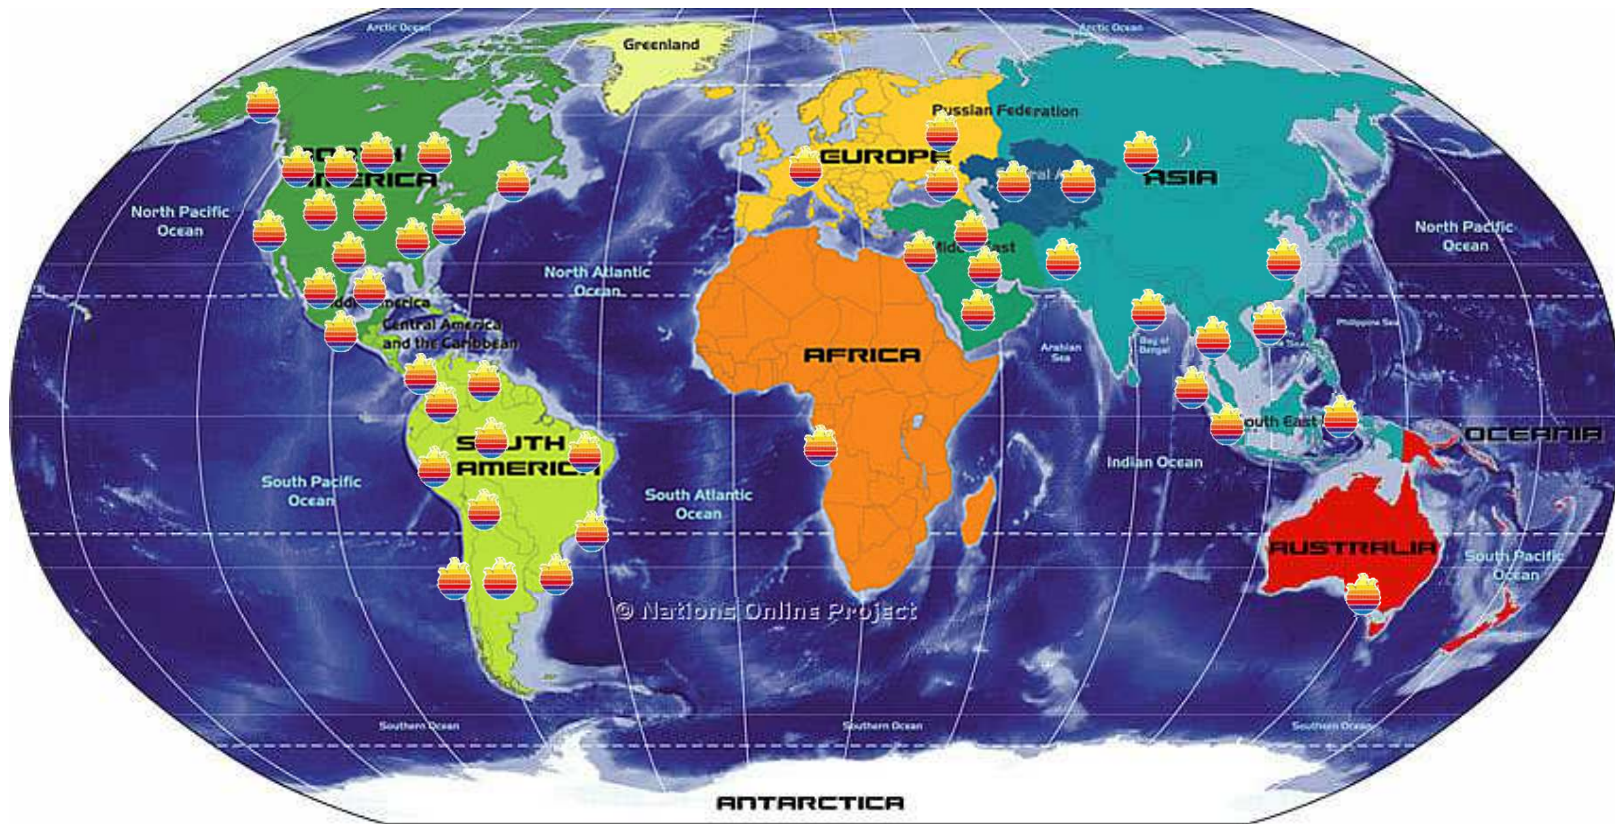 Arctic Ocean
Arctic Ocean
Greenland
Russian Federation
EUROPE
ASIA
North Pacific
Ocean
North Pacific
Ocean
North Atlantic
Ocean
Central America
and the Caribbean
Philippine Sea
Arabian
Sea
Bay of
Bengal
AFRICA
SOUTH
AMERICA
OCEANIA
Indian Ocean
South Pacific
Ocean
South Atlantic
Ocean
AUSTRALIA
South Pacific
Ocean
© Nations Online Project
Southern Ocean
Southern Ocean
Southern Ocean
ANTARCTICA